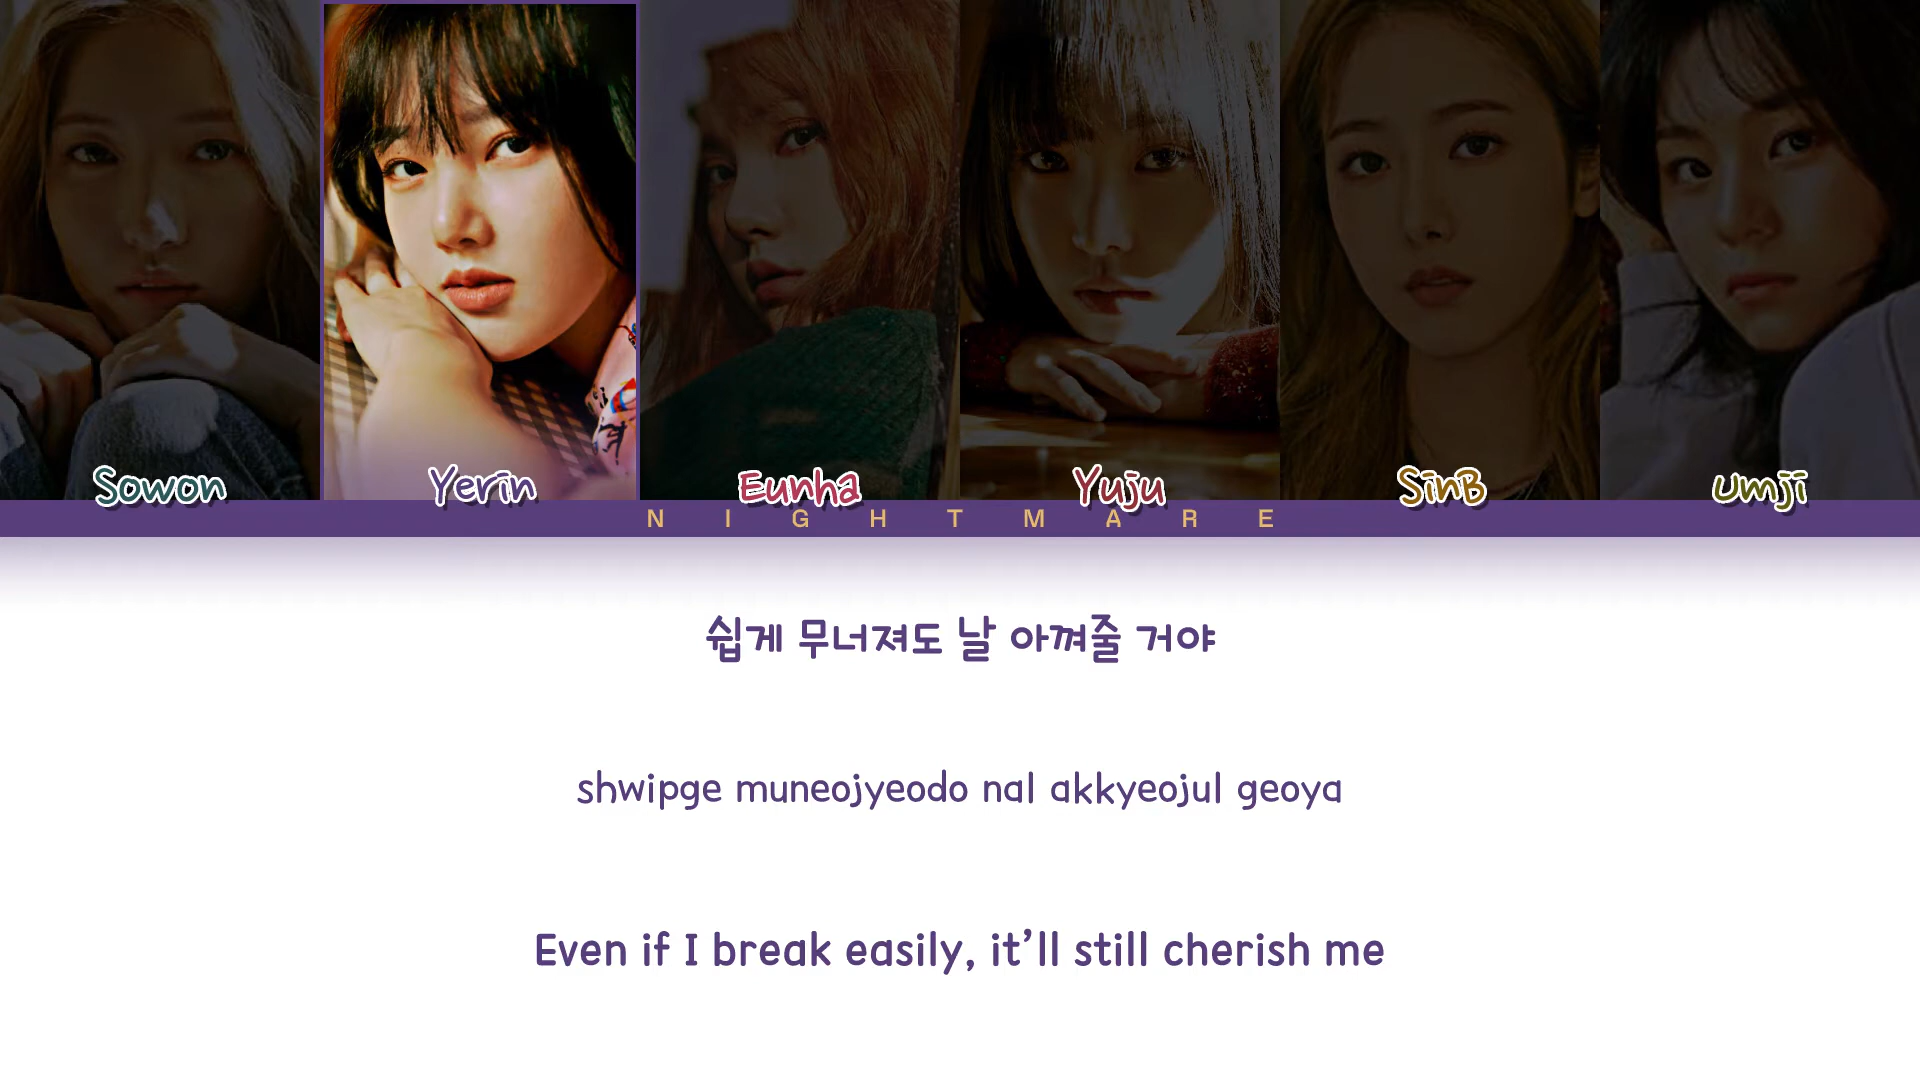 Sowon Yerin Eunha Yuju SinB Umji
NIGHTMARE
쉽게 무너져도 날 아껴줄 거야
shwipge muneojyeodo nal akkyeojul geoya
Even if I break easily, it’ll still cherish me